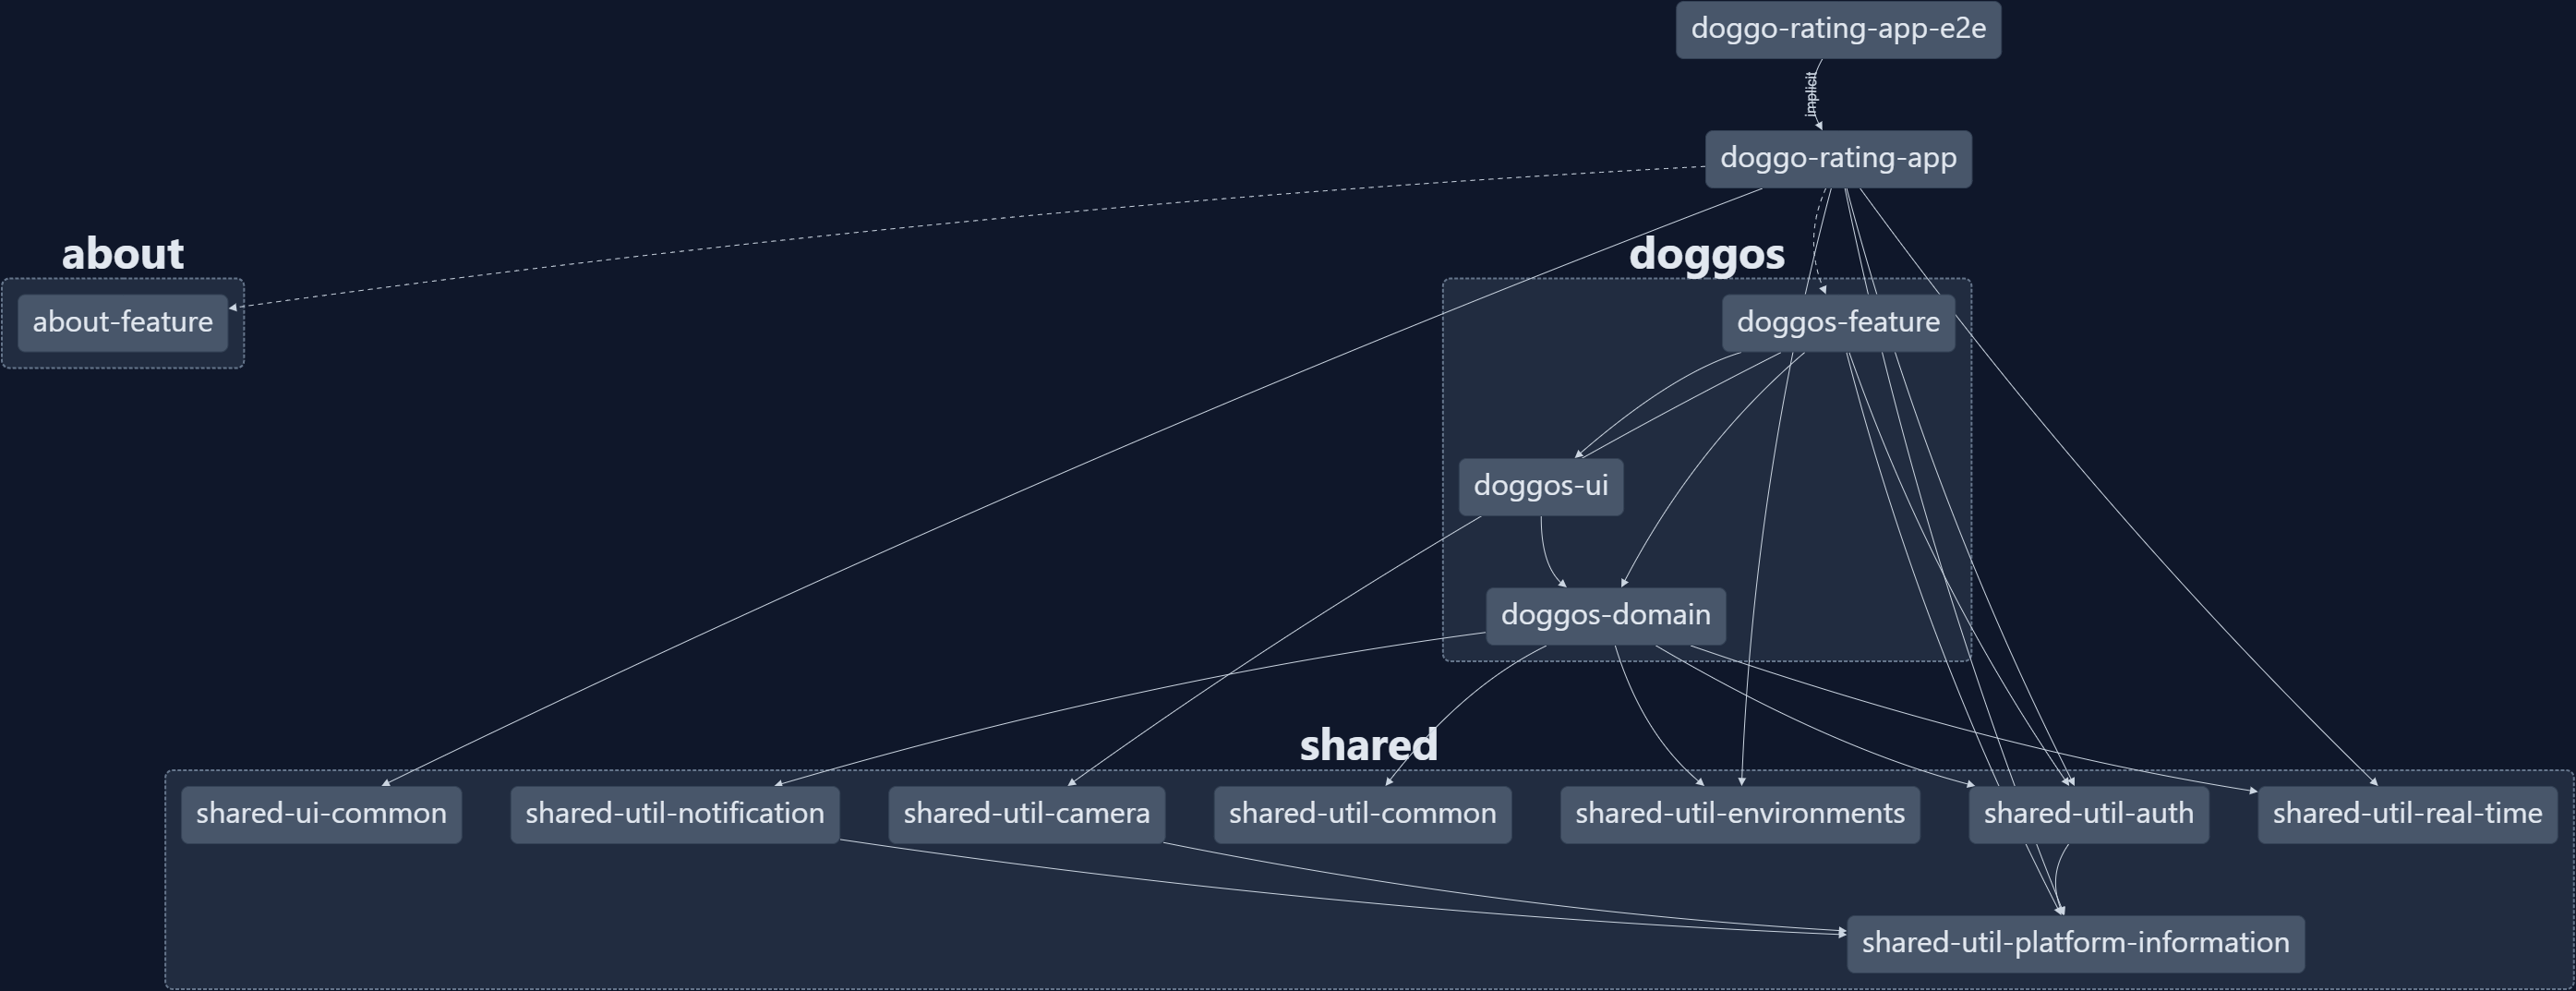 doggo-rating-app-e2e
implicit
doggo-rating-app
about
doggos
about-feature
doggos-feature
doggos-ui
doggos-domain
shared
shared-ui-common
shared-util-notification
shared-util-camera
shared-util-common
shared-util-environments
shared-util-auth
shared-util-real-time
shared-util-platform-information